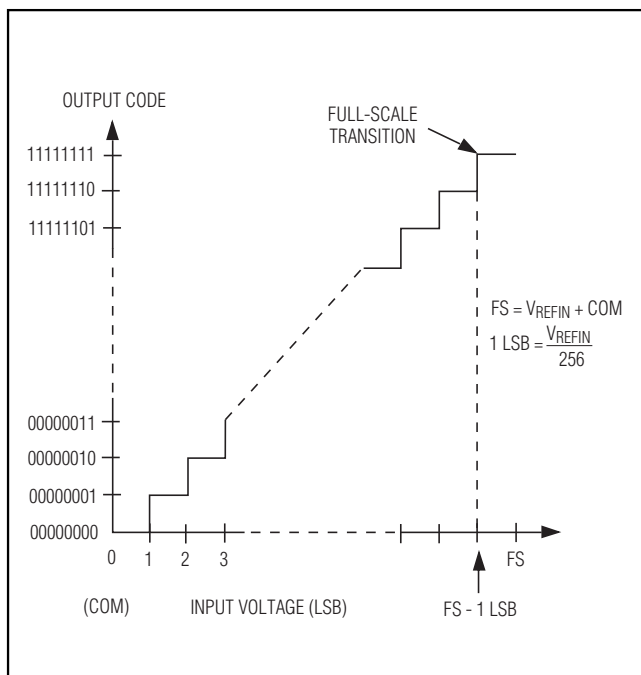 OUTPUT CODE
FULL-SCALE
TRANSITION
11111111
11111110
11111101
FS = VREFIN + COM
1 LSB = VREFIN
256
00000011
00000010
00000001
00000000
0 1 2 3 FS
(COM) INPUT VOLTAGE (LSB) FS - 1 LSB